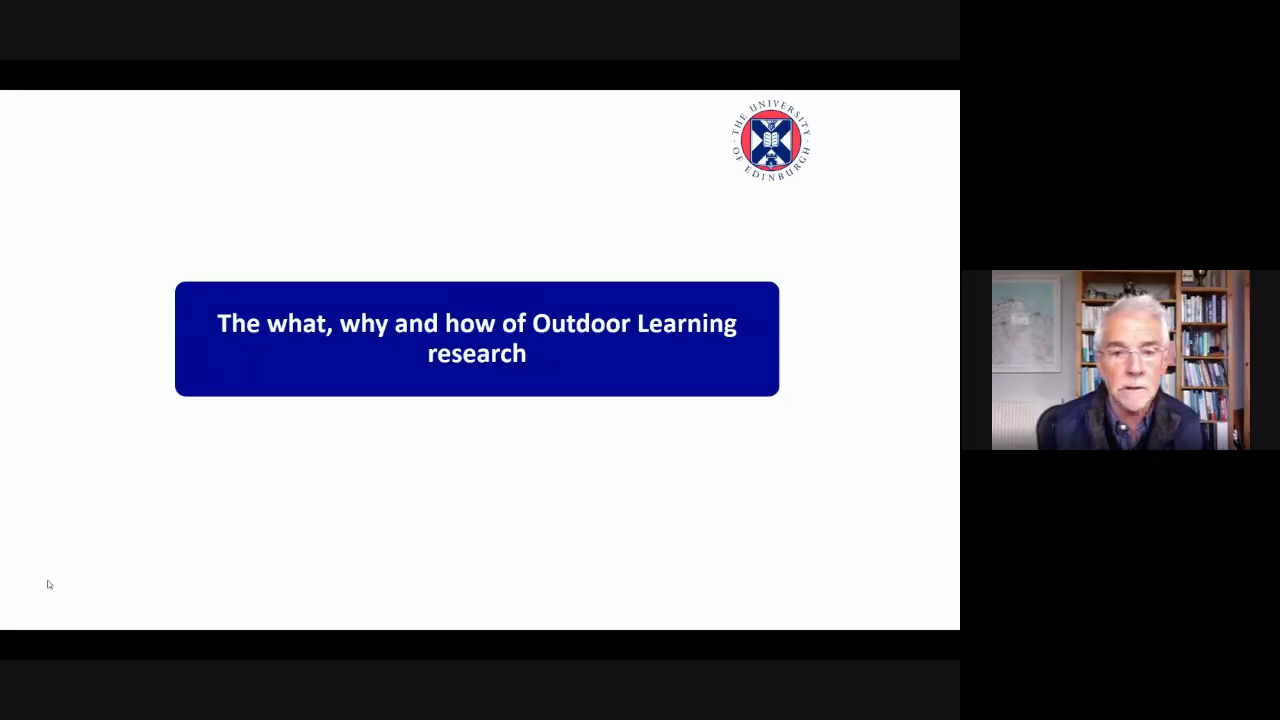 THE UNIVERSITY
OF EDINBURGH
The what, why and how of Outdoor Learning
research